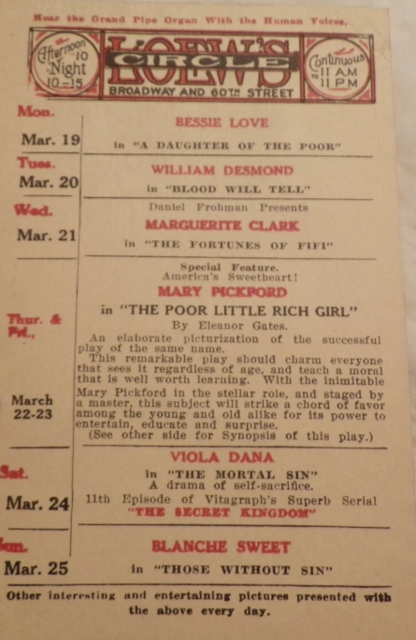 Hear the Grand Pipe Organ With the Human Voices.
Afternoon 10
Night
10-15
LOEW'S
CIRCLE
BROADWAY AND 60TH STREET
Continuous
11 A.M
TO
11 P.M
Mon.
Mar. 19
BESSIE LOVE
in "A DAUGHTER OF THE POOR"
Tues.
Mar. 20
WILLIAM DESMOND
in "BLOOD WILL TELL"
Wed.
Mar. 21
Daniel Frohman Presents
MARGUERITE CLARK
in "THE FORTUNES OF FIFI"
Thur. &
Fri.,
March
22-23
Special Feature.
America's Sweetheart!
MARY PICKFORD
in "THE POOR LITTLE RICH GIRL"
By Eleanor Gates.
An elaborate picturization of the successful
play of the same name.
This remarkable play should charm everyone
that sees it regardless of age, and teach a moral
that is well worth learning. With the inimitable
Mary Pickford in the stellar role, and staged by
a master, this subject will strike a chord of favor
among the young and old alike for its power to
entertain, educate and surprise.
(See other side for Synopsis of this play.)
Sat.
Mar. 24
VIOLA DANA
in "THE MORTAL SIN"
A drama of self-sacrifice.
11th Episode of Vitagraph's Superb Serial
"THE SECRET KINGDOM"
Sun.
Mar. 25
BLANCHE SWEET
in "THOSE WITHOUT SIN"
Other interesting and entertaining pictures presented with
the above every day.